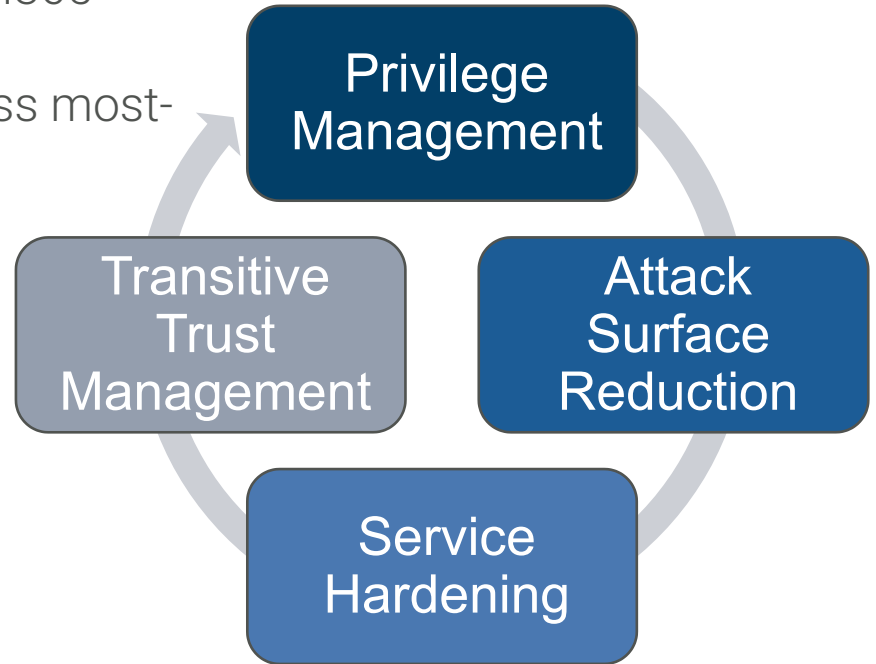 ss most-
Privilege
Management
Transitive
Trust
Management
Attack
Surface
Reduction
Service
Hardening